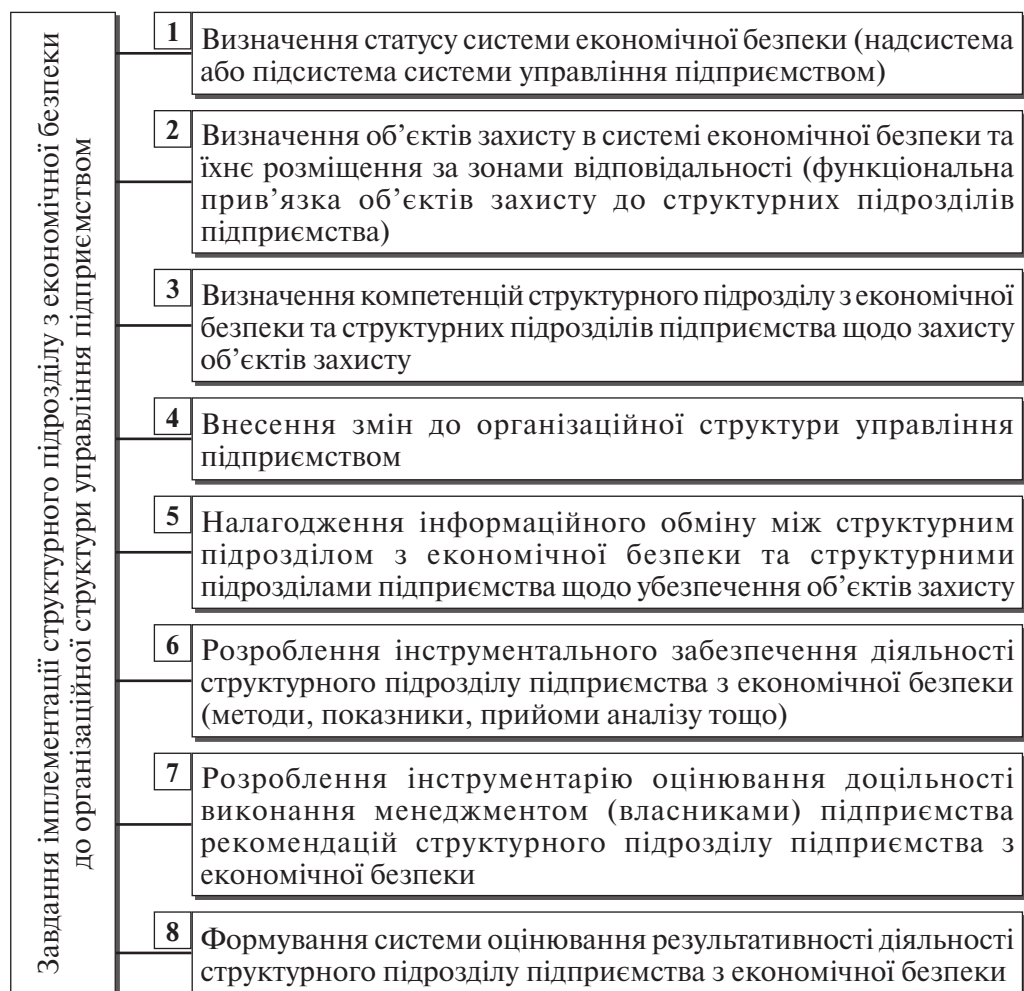 Завдання імплементації структурного підрозділу з економічної безпеки
до організаційної структури управління підприємством
1
Визначення статусу системи економічної безпеки (надсистема
або підсистема системи управління підприємством)
2
Визначення об’єктів захисту в системі економічної безпеки та
їхнє розміщення за зонами відповідальності (функціональна
прив’язка об’єктів захисту до структурних підрозділів
підприємства)
3
Визначення компетенцій структурного підрозділу з економічної
безпеки та структурних підрозділів підприємства щодо захисту
об’єктів захисту
4
Внесення змін до організаційної структури управління
підприємством
5
Налагодження інформаційного обміну між структурним
підрозділом з економічної безпеки та структурними
підрозділами підприємства щодо убезпечення об’єктів захисту
6
Розроблення інструментального забезпечення діяльності
структурного підрозділу підприємства з економічної безпеки
(методи, показники, прийоми аналізу тощо)
7
Розроблення інструментарію оцінювання доцільності
виконання менеджментом (власниками) підприємства
рекомендацій структурного підрозділу підприємства з
економічної безпеки
8
Формування системи оцінювання результативності діяльності
структурного підрозділу підприємства з економічної безпеки